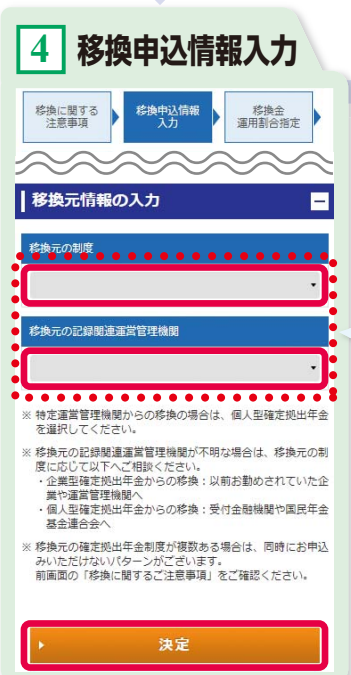 4 移換申込情報入力
移換に関する
注意事項
移換申込情報
入力
移換金
運用割合指定
移換元情報の入力
移換元の制度
移換元の記録関連運営管理機関
※ 特定運営管理機関からの移換の場合は、個人型確定拠出年金
を選択してください。
※ 移換元の記録関連運営管理機関が不明な場合は、移換元の制
度に応じて以下へご相談ください。
・企業型確定拠出年金からの移換：以前お勤めされていた企
業や運営管理機関へ
・個人型確定拠出年金からの移換：受付金融機関や国民年金
基金連合会へ
※ 移換元の確定拠出年金制度が複数ある場合は、同時にお申込
みいただけないパターンがございます。
前画面の「移換に関するご注意事項」をご確認ください。
決定